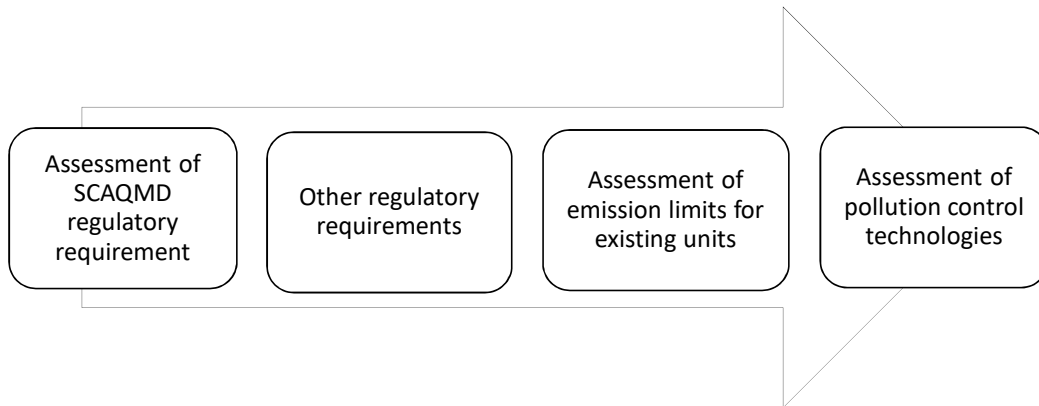 Assessment of
SCAQMD
regulatory
requirement
Other regulatory
requirements
Assessment of
emission limits for
existing units
Assessment of
pollution control
technologies